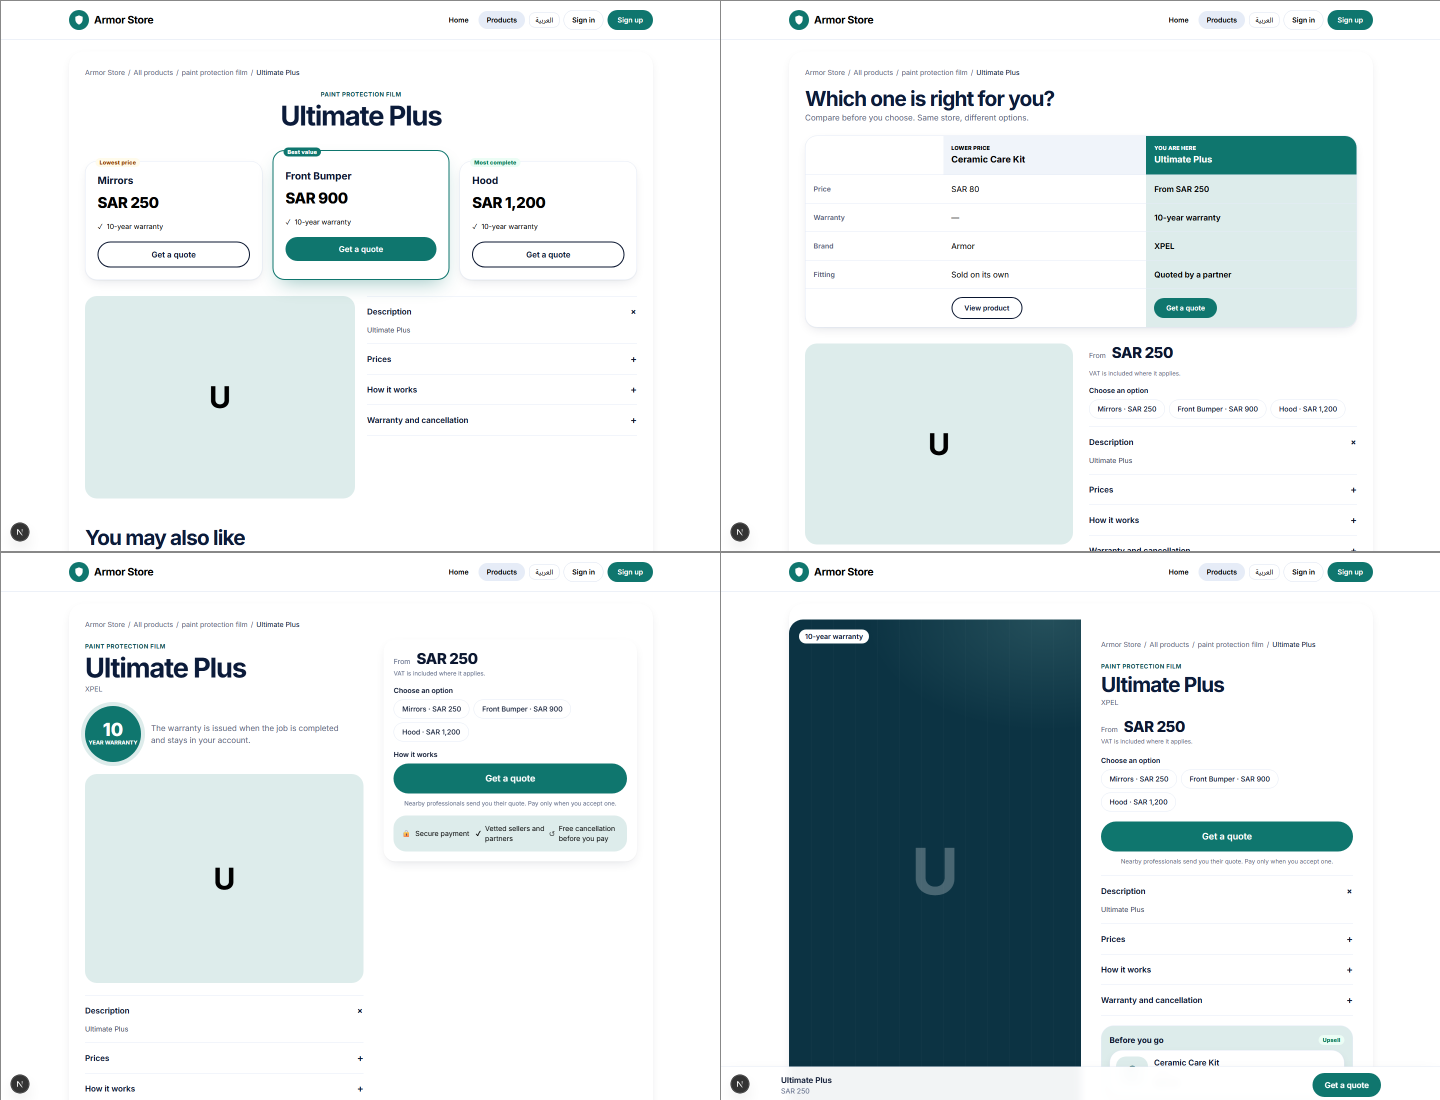 Armor Store
Home
Products
العربية
Sign in
Sign up
Armor Store / All products / paint protection film / Ultimate Plus
PAINT PROTECTION FILM
Ultimate Plus
Lowest price
Mirrors
SAR 250
✓ 10-year warranty
Get a quote
Best value
Front Bumper
SAR 900
✓ 10-year warranty
Get a quote
Most complete
Hood
SAR 1,200
✓ 10-year warranty
Get a quote
U
Description ×
Ultimate Plus
Prices +
How it works +
Warranty and cancellation +
You may also like
N
Armor Store
Home
Products
العربية
Sign in
Sign up
Armor Store / All products / paint protection film / Ultimate Plus
Which one is right for you?
Compare before you choose. Same store, different options.
LOWER PRICE
Ceramic Care Kit
YOU ARE HERE
Ultimate Plus
Price SAR 80 From SAR 250
Warranty — 10-year warranty
Brand Armor XPEL
Fitting Sold on its own Quoted by a partner
View product Get a quote
U
From SAR 250
VAT is included where it applies.
Choose an option
Mirrors · SAR 250 Front Bumper · SAR 900 Hood · SAR 1,200
Description ×
Ultimate Plus
Prices +
How it works +
Warranty and cancellation +
N
Armor Store
Home
Products
العربية
Sign in
Sign up
Armor Store / All products / paint protection film / Ultimate Plus
PAINT PROTECTION FILM
Ultimate Plus
XPEL
10
YEAR WARRANTY
The warranty is issued when the job is completed
and stays in your account.
U
Description ×
Ultimate Plus
Prices +
How it works +
From SAR 250
VAT is included where it applies.
Choose an option
Mirrors · SAR 250 Front Bumper · SAR 900
Hood · SAR 1,200
How it works
Get a quote
Nearby professionals send you their quote. Pay only when you accept one.
Secure payment
✓ Vetted sellers and
partners
↺ Free cancellation
before you pay
N
Armor Store
Home
Products
العربية
Sign in
Sign up
10-year warranty
U
Armor Store / All products / paint protection film / Ultimate Plus
PAINT PROTECTION FILM
Ultimate Plus
XPEL
From SAR 250
VAT is included where it applies.
Choose an option
Mirrors · SAR 250 Front Bumper · SAR 900
Hood · SAR 1,200
Get a quote
Nearby professionals send you their quote. Pay only when you accept one.
Description ×
Ultimate Plus
Prices +
How it works +
Warranty and cancellation +
Before you go Upsell
Ceramic Care Kit
N
Ultimate Plus
SAR 250
Get a quote